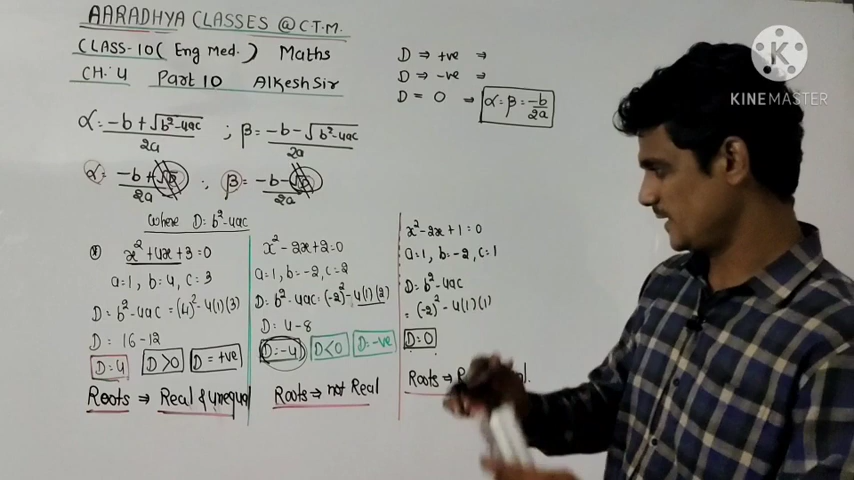 AARADHYA CLASSES @ C.T.M.
CLASS-10 ( Eng Med. ) Maths
CH: 4 Part 10 Alkesh Sir
α = -b + √b²-4ac / 2a ; β = -b - √b²-4ac / 2a
α = -b + √D / 2a ; β = -b - √D / 2a
where D = b²-4ac
x² + 4x + 3 = 0
a=1, b=4, c=3
D = b²-4ac = (4)² - 4(1)(3)
D = 16-12
D = 4 D>0 D = +ve
Roots ⇒ Real & Unequal
x² - 2x + 2 = 0
a=1, b=-2, c=2
D = b²-4ac = (-2)² - 4(1)(2)
D = 4-8
D = -4 D<0 D = -ve
Roots ⇒ not Real
D ⇒ +ve ⇒
D ⇒ -ve ⇒
D = 0 ⇒ α = β = -b / 2a
x² - 2x + 1 = 0
a=1, b=-2, c=1
D = b²-4ac
= (-2)² - 4(1)(1)
D = 0
Roots ⇒
K
KINEMASTER